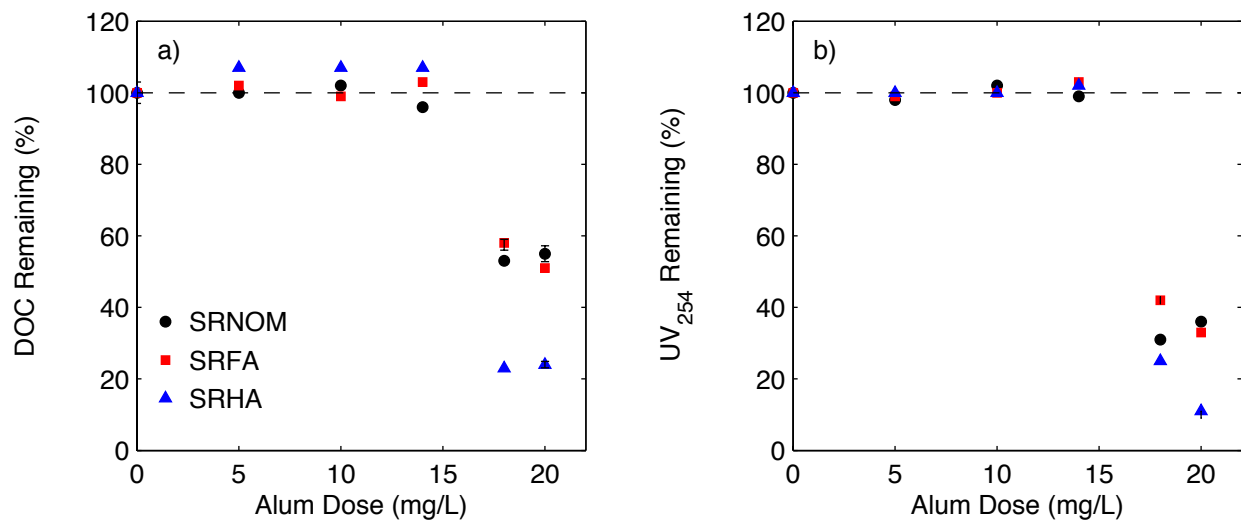 a)
120
100
80
60
40
20
0
DOC Remaining (%)
SRNOM
SRFA
SRHA
0 5 10 15 20
Alum Dose (mg/L)
b)
120
100
80
60
40
20
0
UV254 Remaining (%)
0 5 10 15 20
Alum Dose (mg/L)